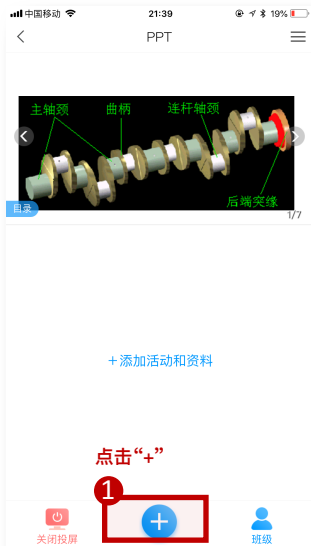 中国移动 21:39 19%
PPT
主轴颈 曲柄 连杆轴颈
后端突缘
目录
1/7
+添加活动和资料
点击“+”
1
关闭投屏 班级